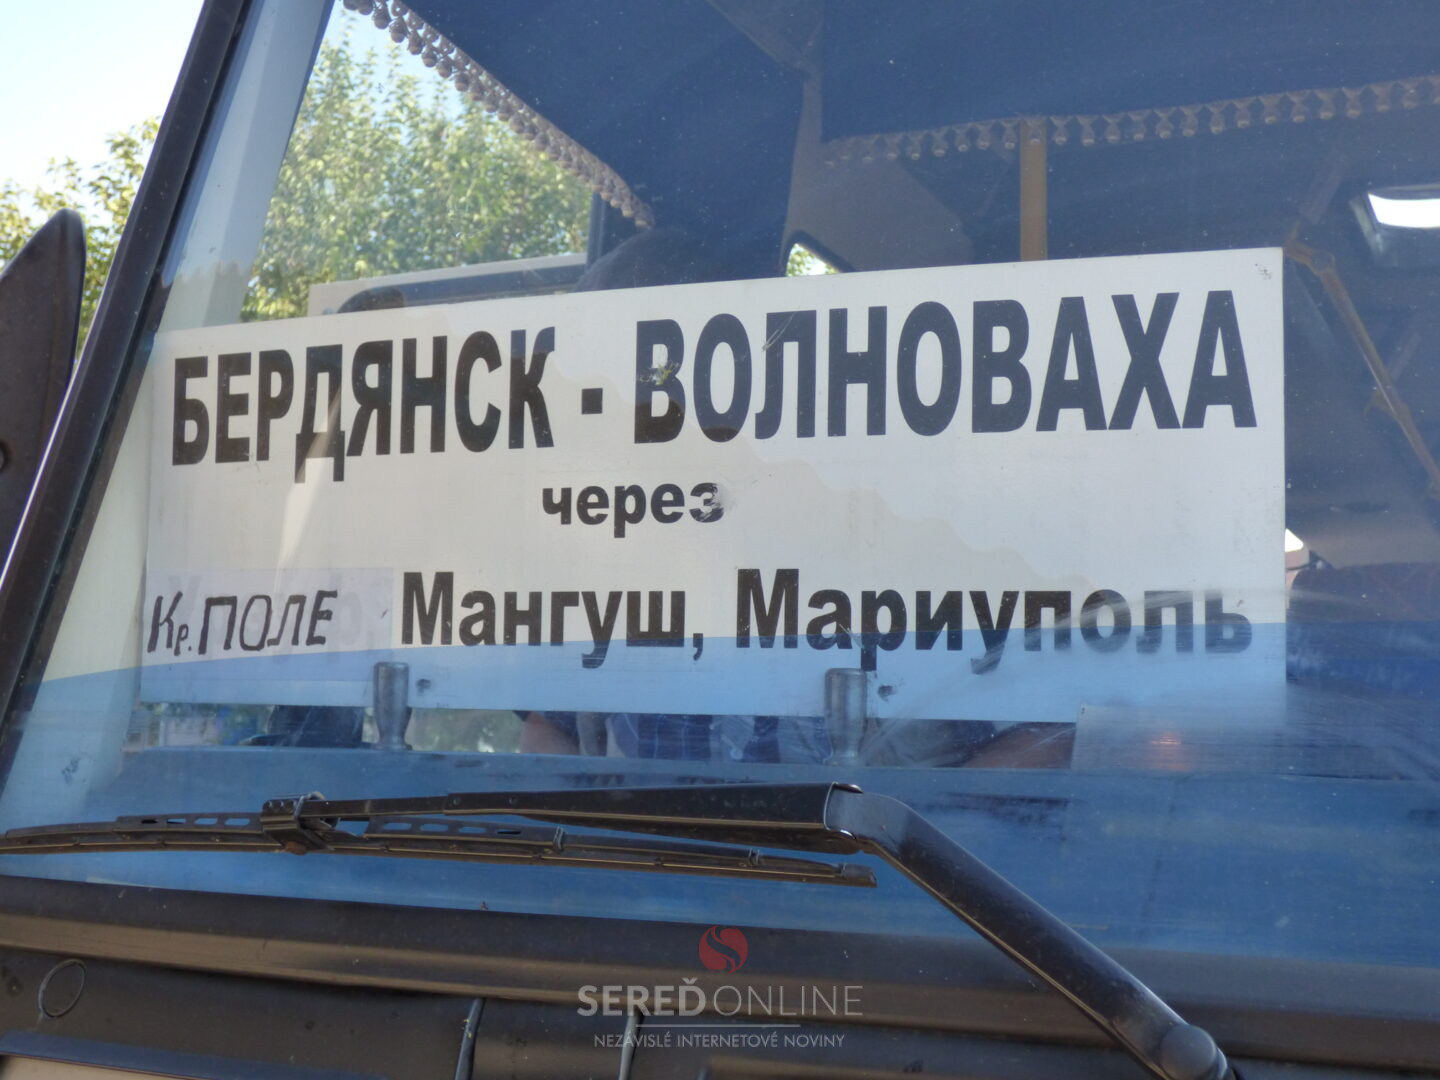 БЕРДЯНСК - ВОЛНОВАХА
через
Кр. ПОЛЕ Мангуш, Мариуполь
SEREĎONLINE
NEZÁVISLÉ INTERNETOVÉ NOVINY